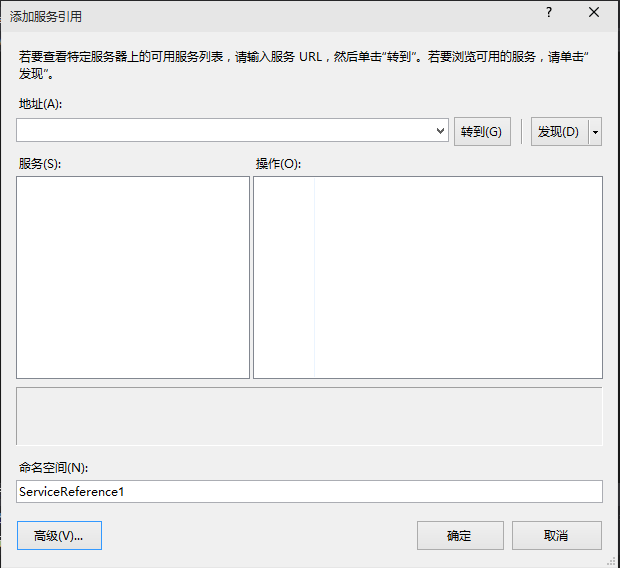 添加服务引用
若要查看特定服务器上的可用服务列表，请输入服务 URL，然后单击“转到”。若要浏览可用的服务，请单击“
发现”。
地址(A):
转到(G) 发现(D)
服务(S): 操作(O):
命名空间(N):
ServiceReference1
高级(V)... 确定 取消